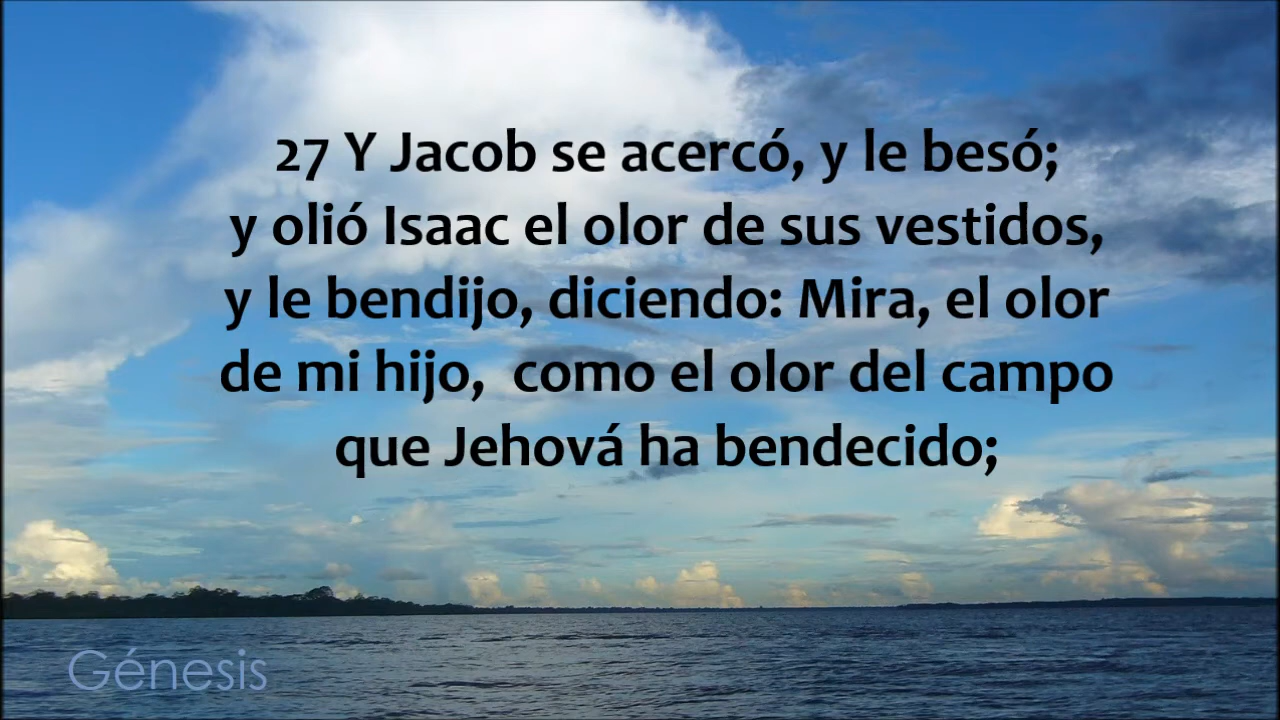 27 Y Jacob se acercó, y le besó;
y olió Isaac el olor de sus vestidos,
y le bendijo, diciendo: Mira, el olor
de mi hijo,  como el olor del campo
que Jehová ha bendecido;
Génesis